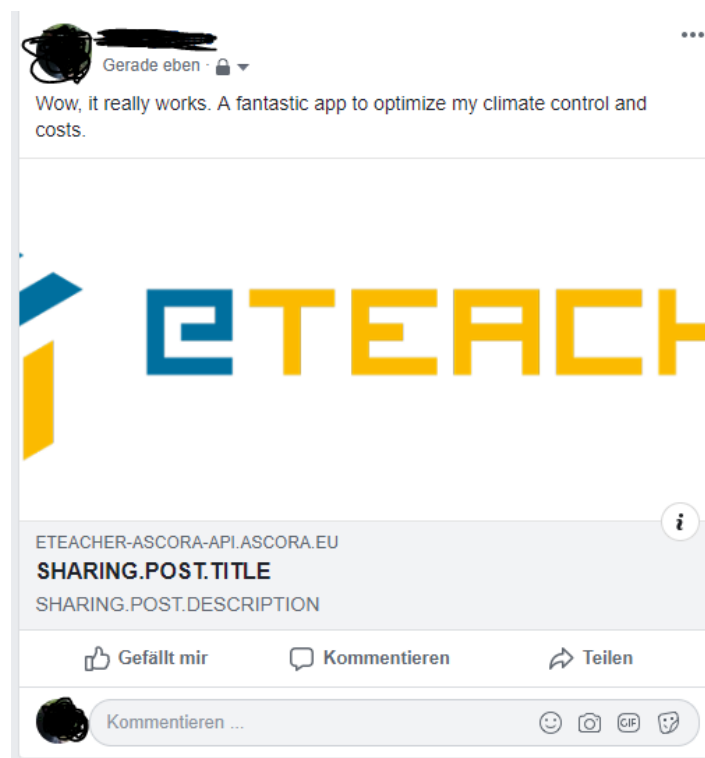 Gerade eben ·
Wow, it really works. A fantastic app to optimize my climate control and
costs.
eTEACH
i
ETEACHER-ASCORA-API.ASCORA.EU
SHARING.POST.TITLE
SHARING.POST.DESCRIPTION
Gefällt mir Kommentieren Teilen
Kommentieren ... GIF